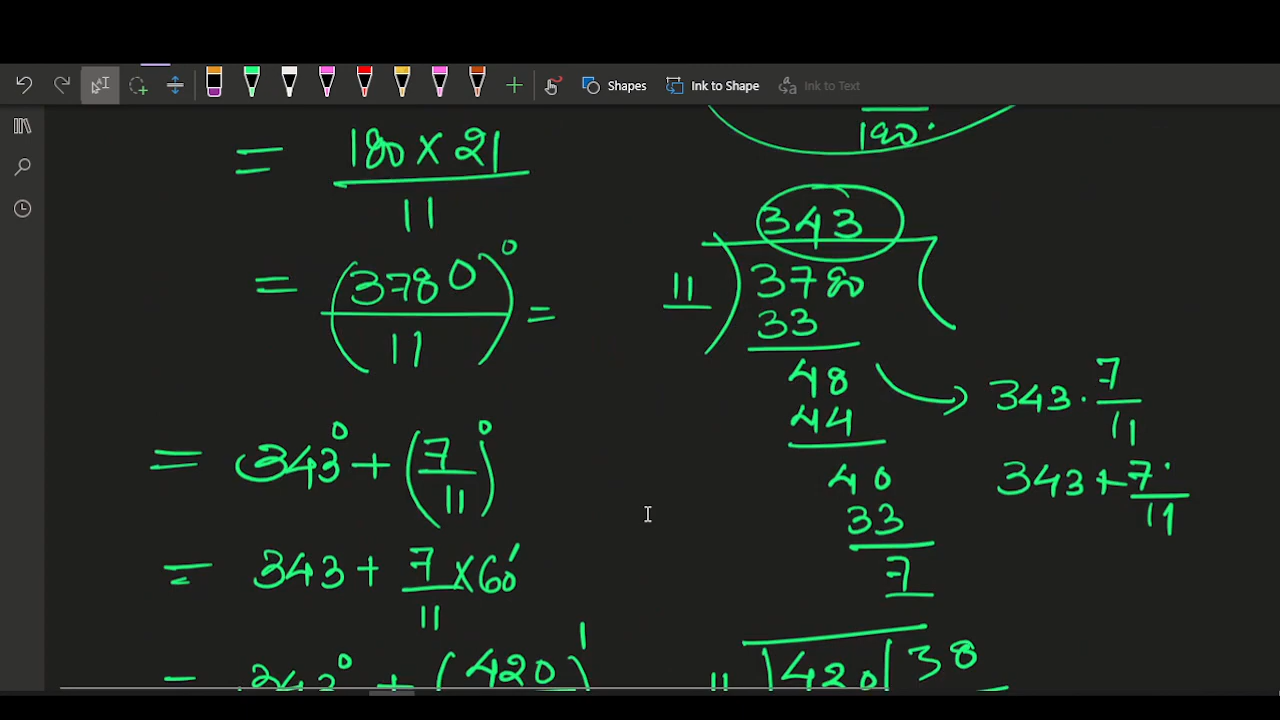 Shapes Ink to Shape Ink to Text
= 180 × 21 / 11
= (3780 / 11)° =
= 343° + (7 / 11)°
= 343 + 7 / 11 × 60'
= 343° + (420)'
180°
343
11 ) 3780 (
33
48
44
40
33
7
343 · 7 / 11
343 + 7 / 11
11 | 420 | 38